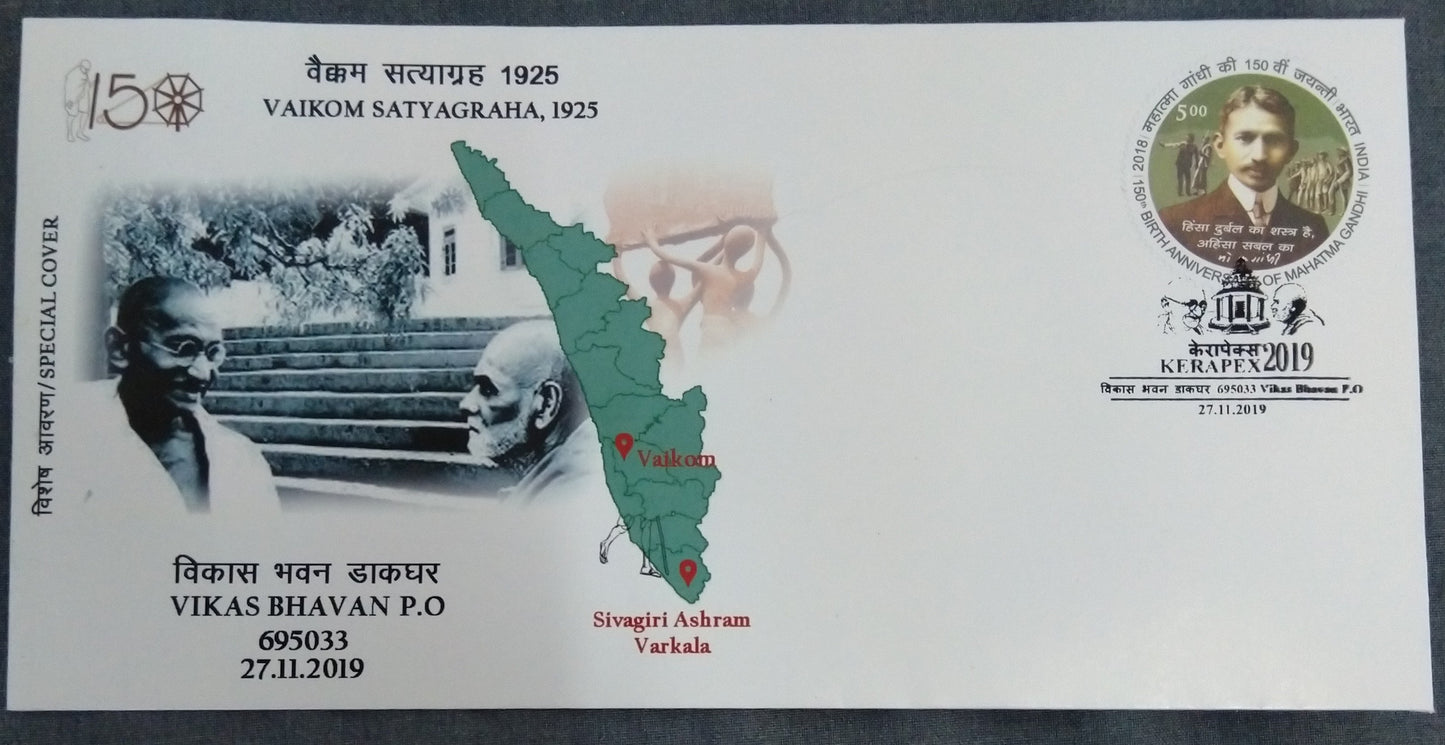 150
वैक्कम सत्याग्रह 1925
VAIKOM SATYAGRAHA, 1925
विशेष आवरण/SPECIAL COVER
Vaikom
Sivagiri Ashram
Varkala
विकास भवन डाकघर
VIKAS BHAVAN P.O
695033
27.11.2019
2018 महात्मा गांधी की 150 वीं जयन्ती भारत INDIA
150th BIRTH ANNIVERSARY OF MAHATMA GANDHI
5 00
हिंसा दुर्बल का शस्त्र है,
अहिंसा सबल का
मो क गांधी
केरापेक्स 2019
KERAPEX
विकास भवन डाकघर 695033 Vikas Bhavan P.O
27.11.2019